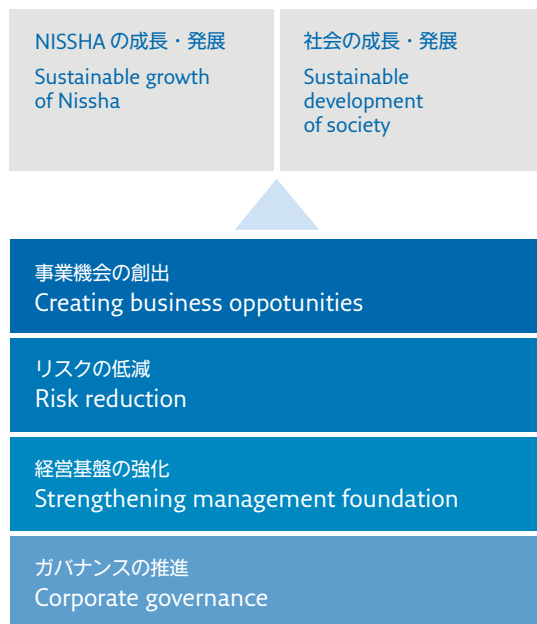 NISSHA の成長・発展
Sustainable growth
of Nissha
社会の成長・発展
Sustainable
development
of society
事業機会の創出
Creating business oppotunities
リスクの低減
Risk reduction
経営基盤の強化
Strengthening management foundation
ガバナンスの推進
Corporate governance